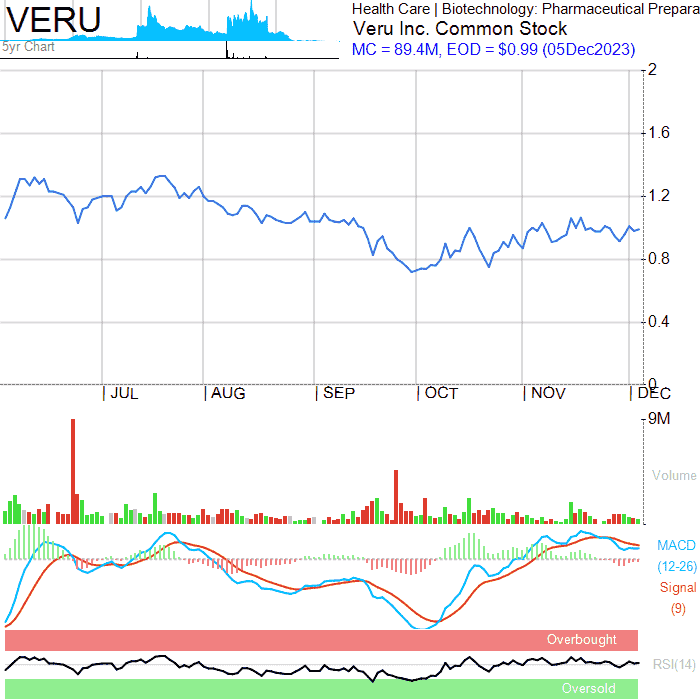 VERU
5yr Chart
Health Care | Biotechnology: Pharmaceutical Prepara
Veru Inc. Common Stock
MC = 89.4M, EOD = $0.99 (05Dec2023)
2
1.6
1.2
0.8
0.4
0
JUL AUG SEP OCT NOV DEC
9M
Volume
MACD
(12-26)
Signal
(9)
Overbought
RSI(14)
Oversold